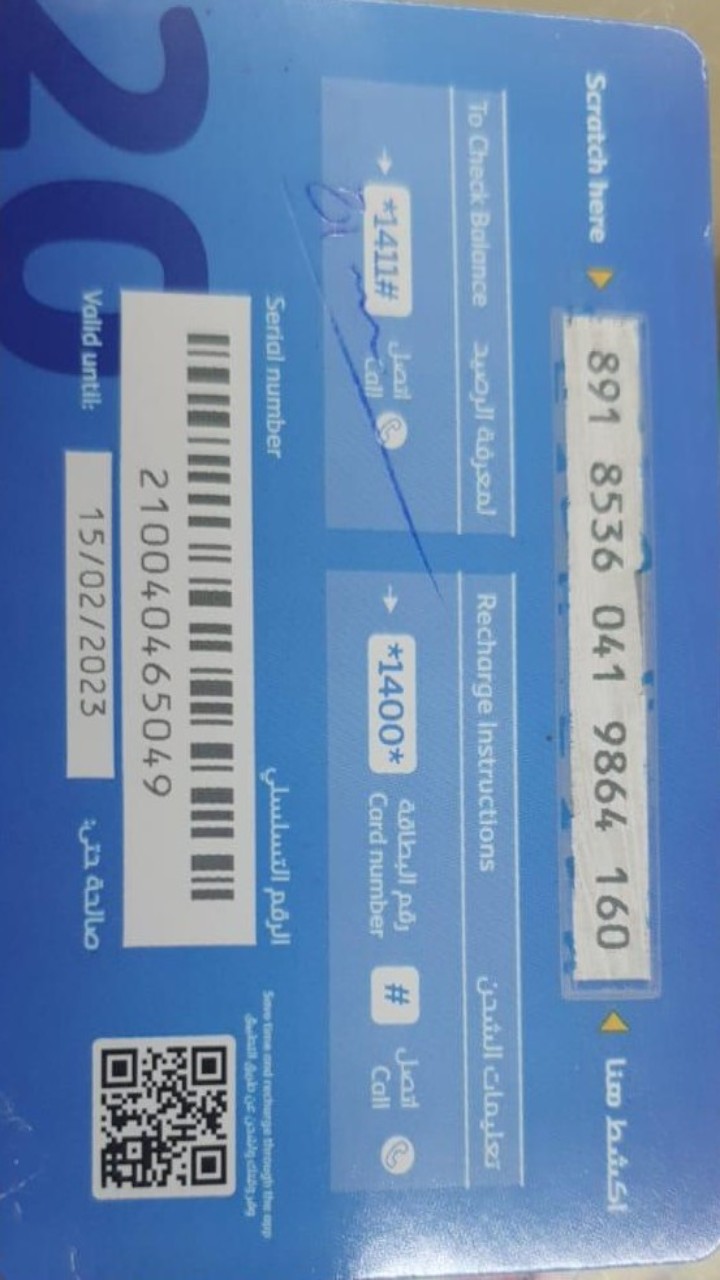 Scratch here 891 8536 041 9864 160 اكشط هنا
To Check Balance لمعرفة الرصيد
*1411# اتصل
Call
Recharge Instructions تعليمات الشحن
*1400* رقم البطاقة # اتصل
Card number Call
Serial number الرقم التسلسلي
210040465049
Valid until: 15/02/2023 صالحة حتى:
Save time and recharge through the app
وفر وقتك واشحن عن طريق التطبيق
20